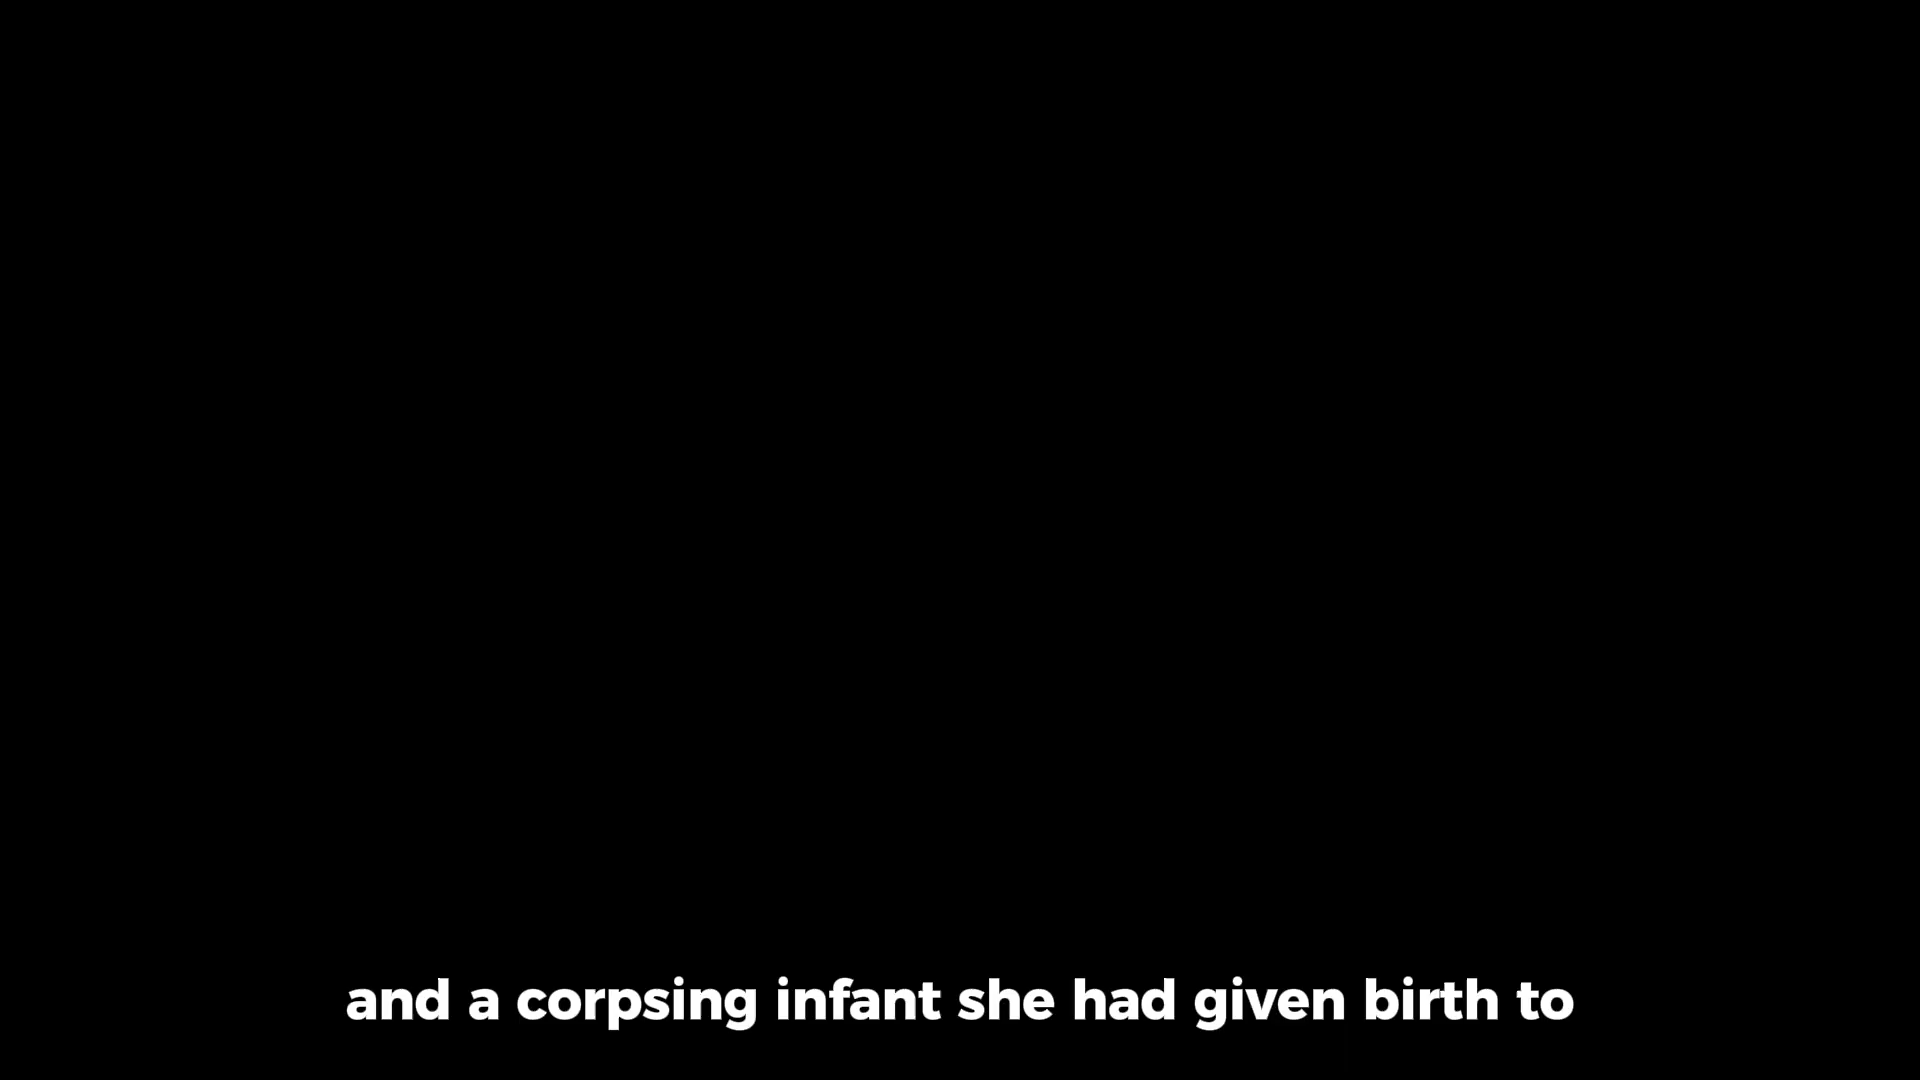 and a corpsing infant she had given birth to